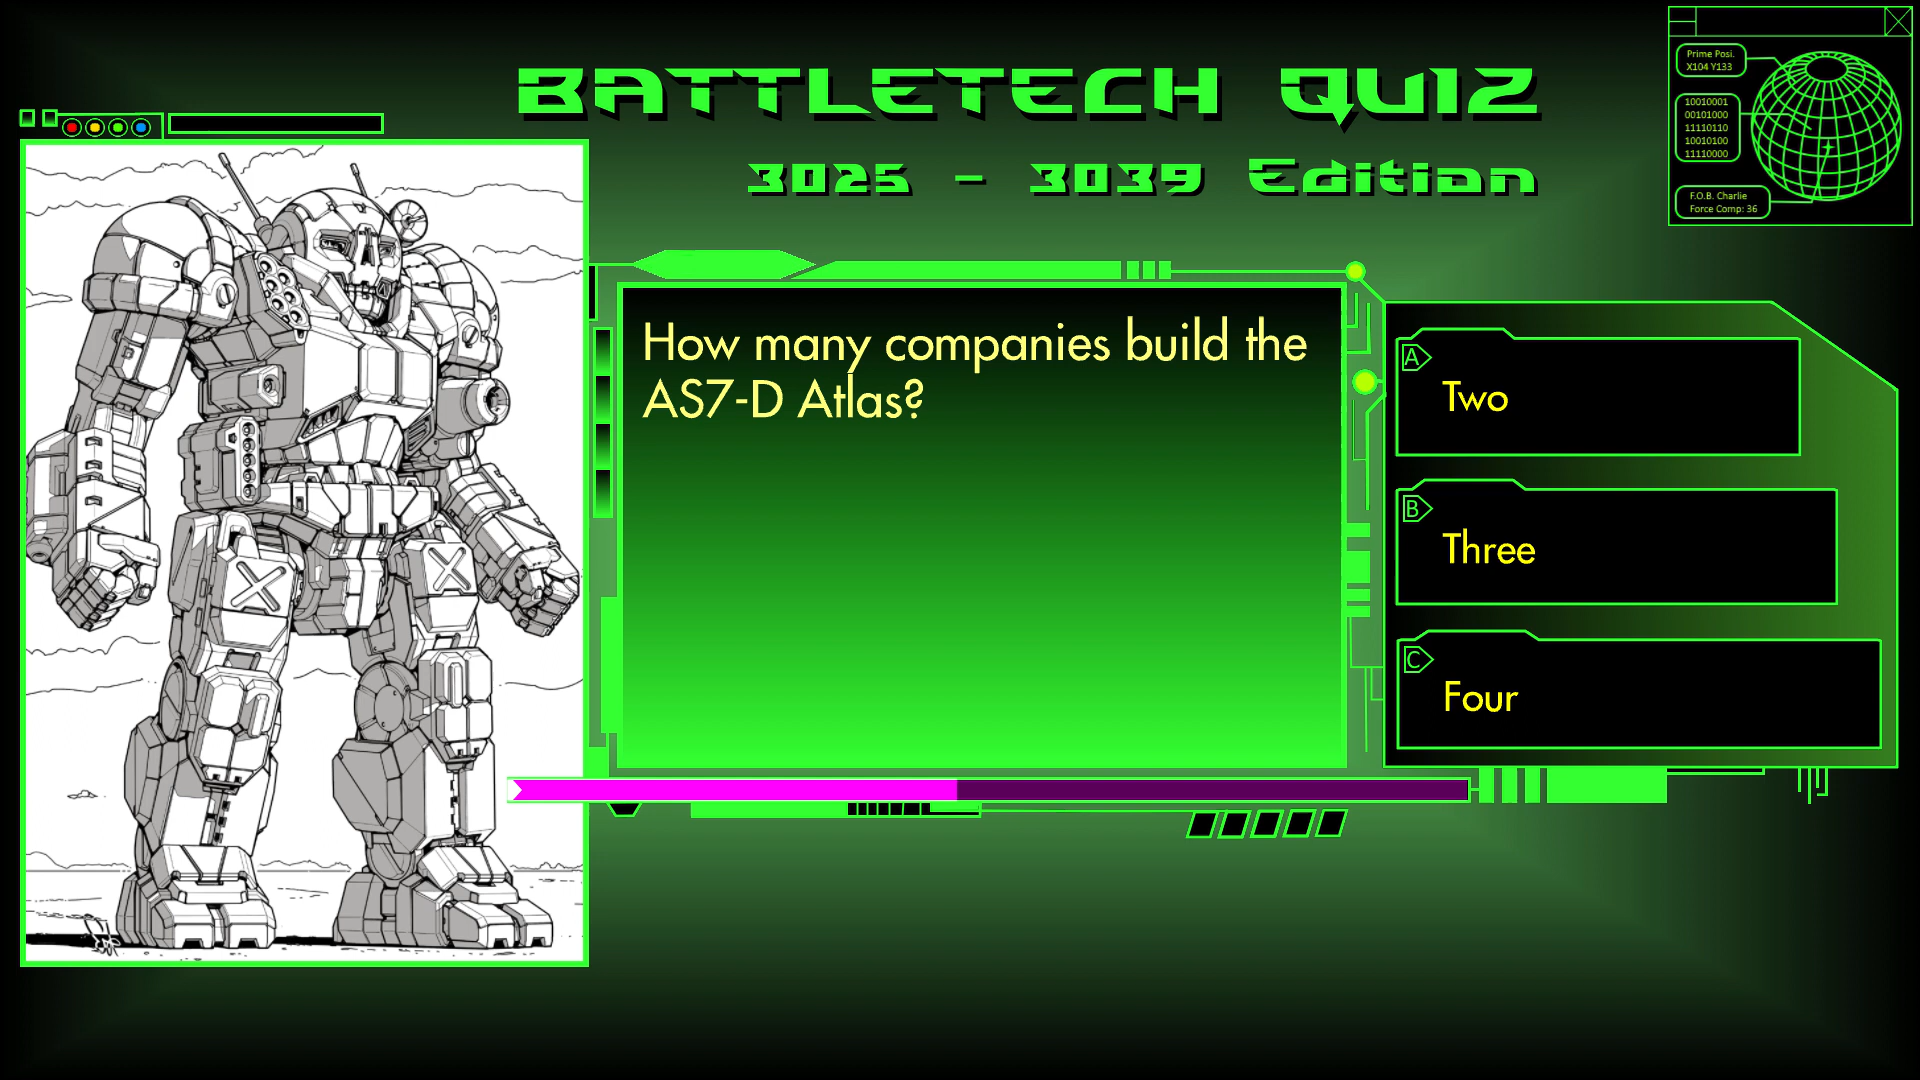 BATTLETECH QUIZ
3025 - 3039 Edition
Prime Posi.
X104 Y133
10010001
00101000
11110110
10010100
11110000
F.O.B. Charlie
Force Comp: 36
How many companies build the
AS7-D Atlas?
A
Two
B
Three
C
Four